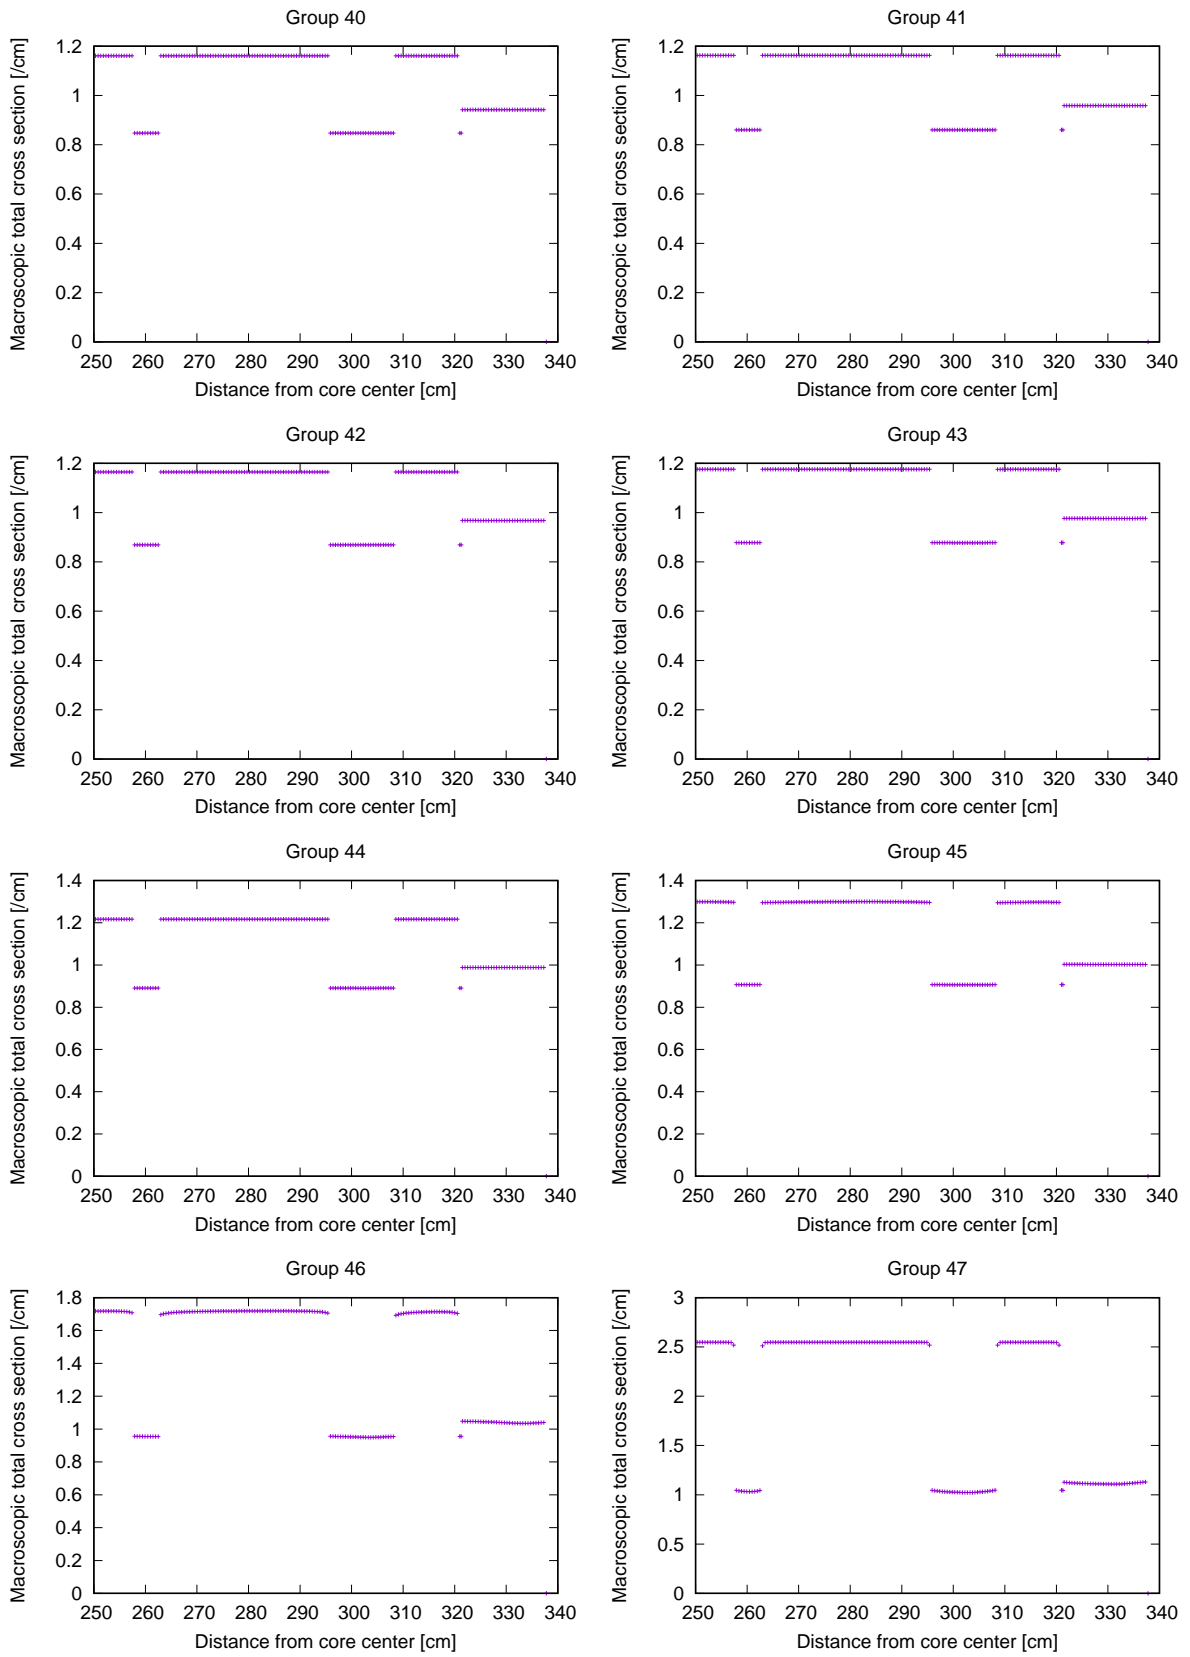 Group 40
Macroscopic total cross section [/cm]
1.2
1
0.8
0.6
0.4
0.2
0
250 260 270 280 290 300 310 320 330 340
Distance from core center [cm]
Group 41
Macroscopic total cross section [/cm]
1.2
1
0.8
0.6
0.4
0.2
0
250 260 270 280 290 300 310 320 330 340
Distance from core center [cm]
Group 42
Macroscopic total cross section [/cm]
1.2
1
0.8
0.6
0.4
0.2
0
250 260 270 280 290 300 310 320 330 340
Distance from core center [cm]
Group 43
Macroscopic total cross section [/cm]
1.2
1
0.8
0.6
0.4
0.2
0
250 260 270 280 290 300 310 320 330 340
Distance from core center [cm]
Group 44
Macroscopic total cross section [/cm]
1.4
1.2
1
0.8
0.6
0.4
0.2
0
250 260 270 280 290 300 310 320 330 340
Distance from core center [cm]
Group 45
Macroscopic total cross section [/cm]
1.4
1.2
1
0.8
0.6
0.4
0.2
0
250 260 270 280 290 300 310 320 330 340
Distance from core center [cm]
Group 46
Macroscopic total cross section [/cm]
1.8
1.6
1.4
1.2
1
0.8
0.6
0.4
0.2
0
250 260 270 280 290 300 310 320 330 340
Distance from core center [cm]
Group 47
Macroscopic total cross section [/cm]
3
2.5
2
1.5
1
0.5
0
250 260 270 280 290 300 310 320 330 340
Distance from core center [cm]